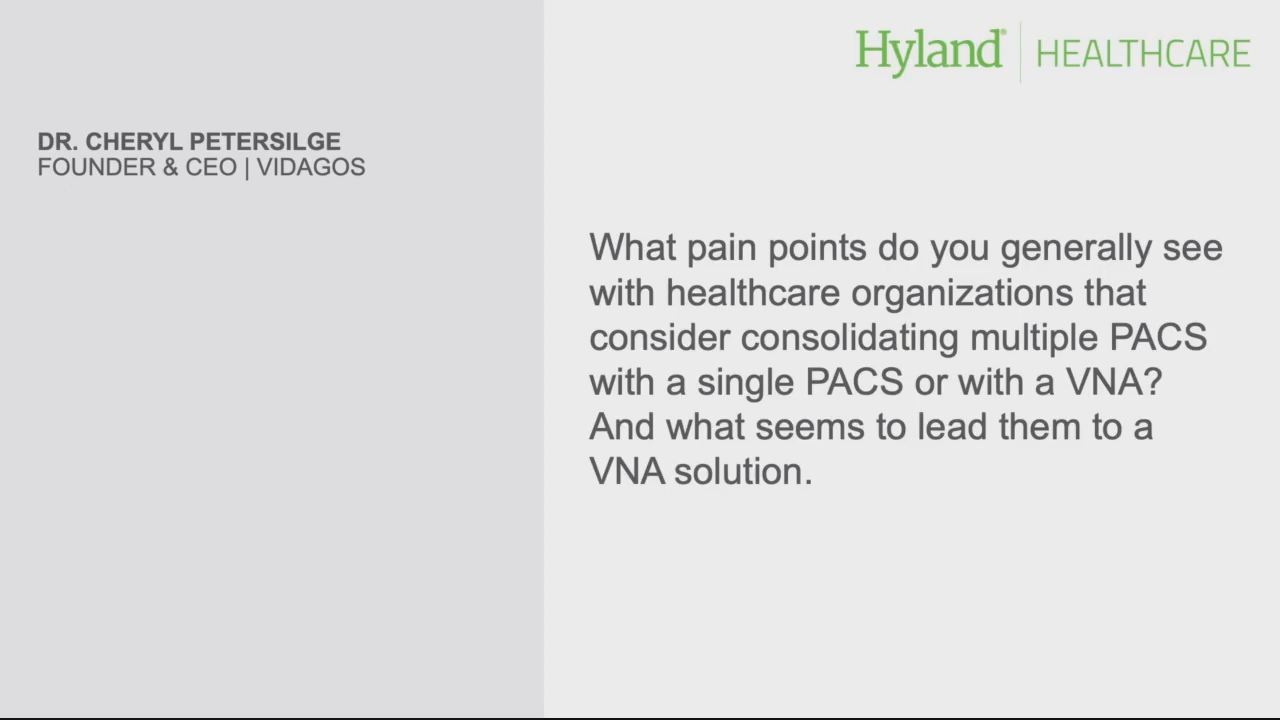 Hyland® | HEALTHCARE
DR. CHERYL PETERSILGE
FOUNDER & CEO | VIDAGOS
What pain points do you generally see
with healthcare organizations that
consider consolidating multiple PACS
with a single PACS or with a VNA?
And what seems to lead them to a
VNA solution.